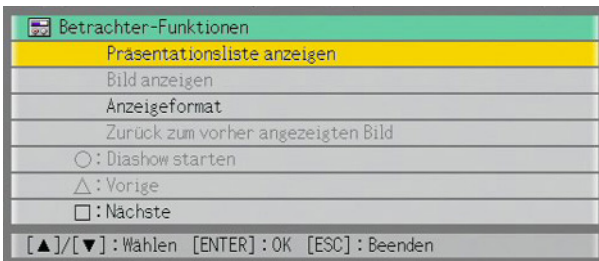 Betrachter-Funktionen
Präsentationsliste anzeigen
Bild anzeigen
Anzeigeformat
Zurück zum vorher angezeigten Bild
○: Diashow starten
△: Vorige
□: Nächste
[▲]/[▼]: Wählen [ENTER]: OK [ESC]: Beenden